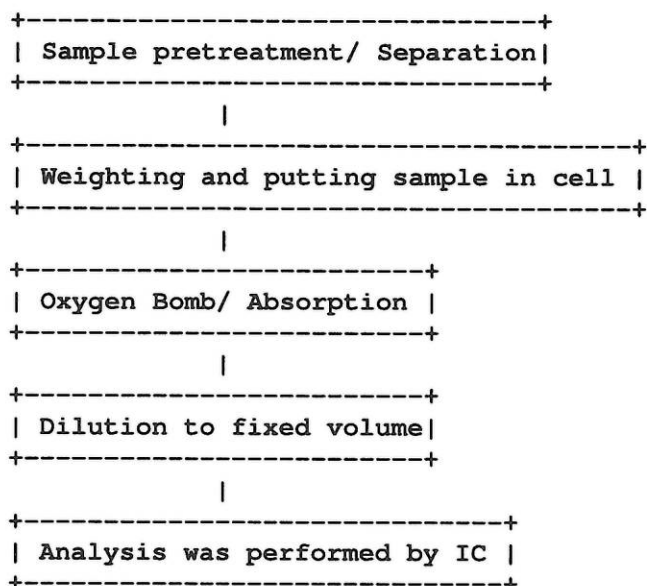 Sample pretreatment/ Separation
Weighting and putting sample in cell
Oxygen Bomb/ Absorption
Dilution to fixed volume
Analysis was performed by IC